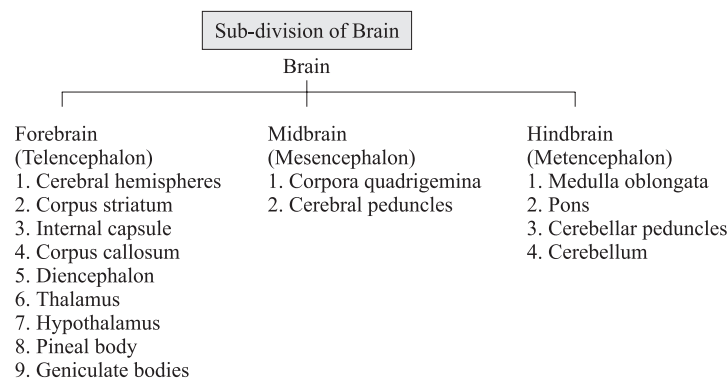 Sub-division of Brain
Brain
Forebrain
(Telencephalon)
1. Cerebral hemispheres
2. Corpus striatum
3. Internal capsule
4. Corpus callosum
5. Diencephalon
6. Thalamus
7. Hypothalamus
8. Pineal body
9. Geniculate bodies
Midbrain
(Mesencephalon)
1. Corpora quadrigemina
2. Cerebral peduncles
Hindbrain
(Metencephalon)
1. Medulla oblongata
2. Pons
3. Cerebellar peduncles
4. Cerebellum